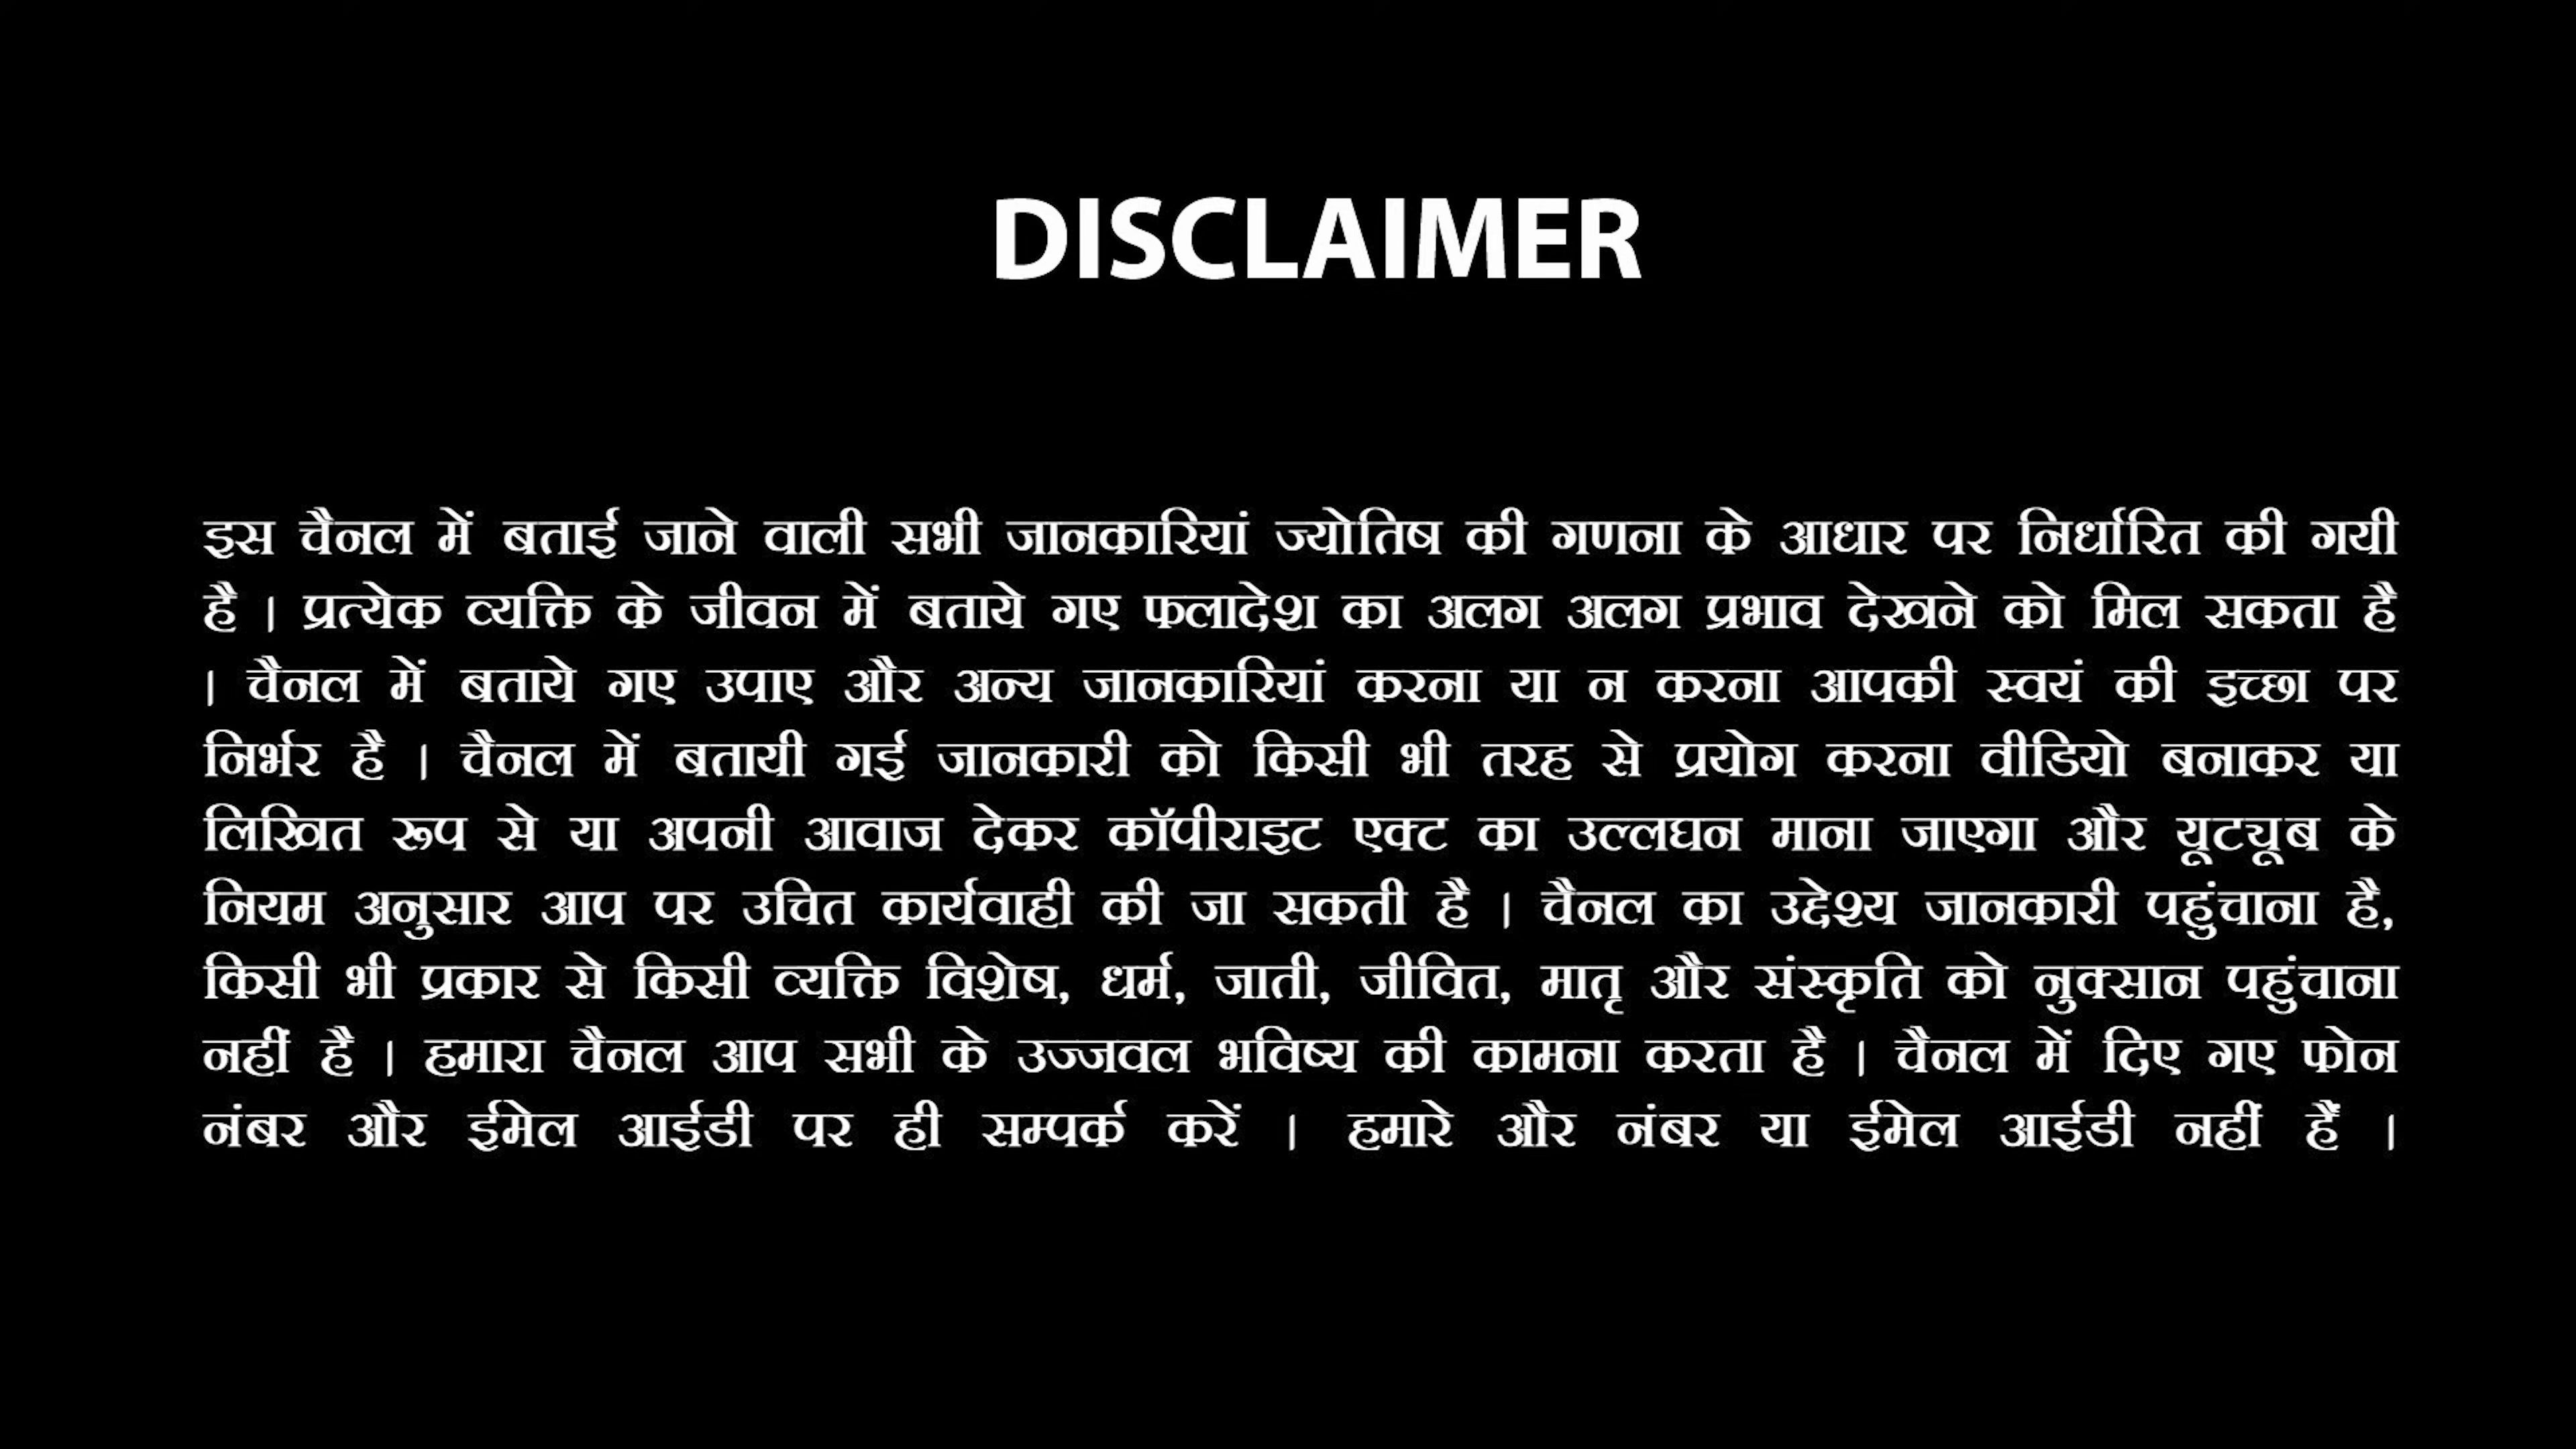 DISCLAIMER
इस चैनल में बताई जाने वाली सभी जानकारियां ज्योतिष की गणना के आधार पर निर्धारित की गयी
है । प्रत्येक व्यक्ति के जीवन में बताये गए फलादेश का अलग अलग प्रभाव देखने को मिल सकता है
। चैनल में बताये गए उपाए और अन्य जानकारियां करना या न करना आपकी स्वयं की इच्छा पर
निर्भर है । चैनल में बतायी गई जानकारी को किसी भी तरह से प्रयोग करना वीडियो बनाकर या
लिखित रूप से या अपनी आवाज देकर कॉपीराइट एक्ट का उल्लघन माना जाएगा और यूट्यूब के
नियम अनुसार आप पर उचित कार्यवाही की जा सकती है । चैनल का उद्देश्य जानकारी पहुंचाना है,
किसी भी प्रकार से किसी व्यक्ति विशेष, धर्म, जाती, जीवित, मातृ और संस्कृति को नुक्सान पहुंचाना
नहीं है । हमारा चैनल आप सभी के उज्जवल भविष्य की कामना करता है । चैनल में दिए गए फोन
नंबर और ईमेल आईडी पर ही सम्पर्क करें । हमारे और नंबर या ईमेल आईडी नहीं हैं ।